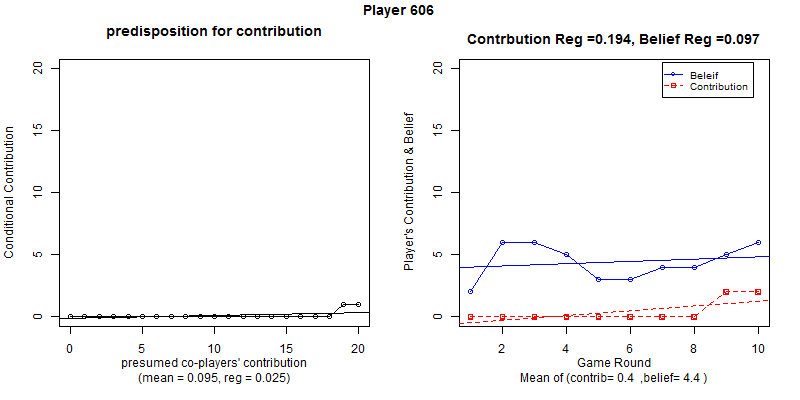 Player 606
predisposition for contribution
Conditional Contribution
20
15
10
5
0
0 5 10 15 20
presumed co-players' contribution
(mean = 0.095, reg = 0.025)
Contrbution Reg =0.194, Belief Reg =0.097
Player's Contribution & Belief
20
15
10
5
0
Beleif
Contribution
2 4 6 8 10
Game Round
Mean of (contrib= 0.4 ,belief= 4.4 )